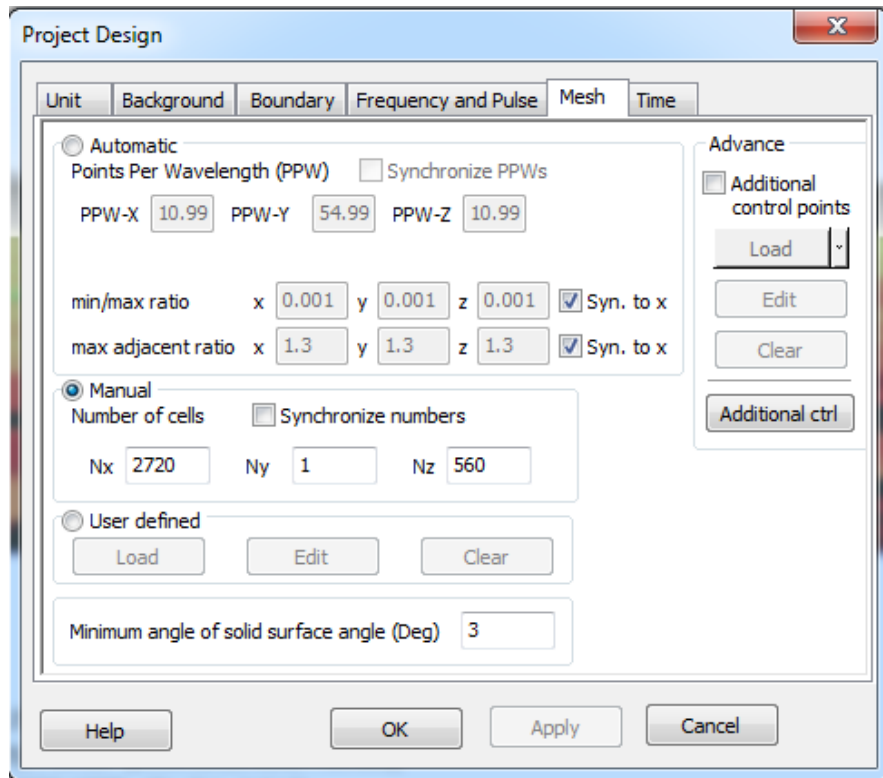 Project Design
Unit Background Boundary Frequency and Pulse Mesh Time
Automatic
Points Per Wavelength (PPW) Synchronize PPWs
PPW-X 10.99 PPW-Y 54.99 PPW-Z 10.99
min/max ratio x 0.001 y 0.001 z 0.001 Syn. to x
max adjacent ratio x 1.3 y 1.3 z 1.3 Syn. to x
Manual
Number of cells Synchronize numbers
Nx 2720 Ny 1 Nz 560
User defined
Load Edit Clear
Minimum angle of solid surface angle (Deg) 3
Advance
Additional
control points
Load
Edit
Clear
Additional ctrl
Help OK Apply Cancel